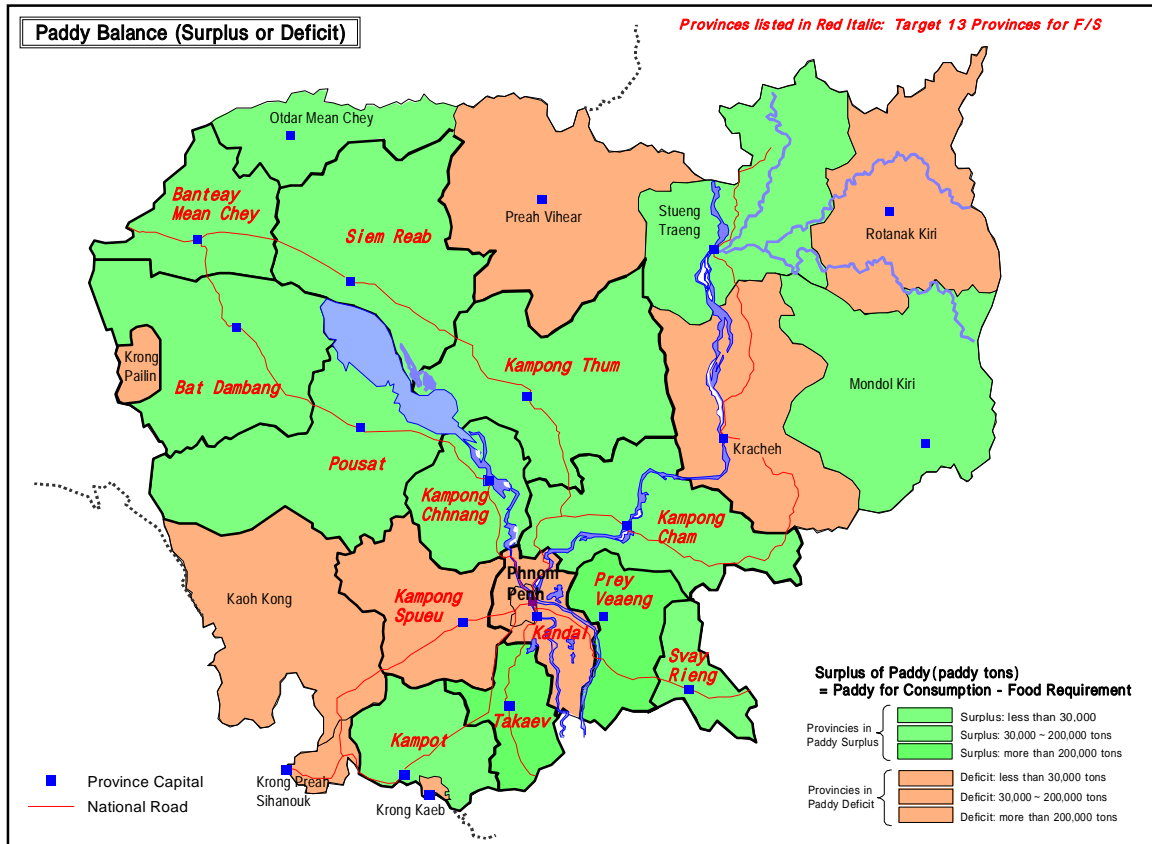 Paddy Balance (Surplus or Deficit)
Provinces listed in Red Italic: Target 13 Provinces for F/S
Otdar Mean Chey
Banteay
Mean Chey
Siem Reab
Preah Vihear
Stueng
Traeng
Rotanak Kiri
Krong
Pailin
Bat Dambang
Kampong Thum
Mondol Kiri
Pousat
Kracheh
Kampong
Chhnang
Kampong
Cham
Phnom
Penh
Prey
Veaeng
Kaoh Kong
Kampong
Spueu
Kandal
Svay
Rieng
Takaev
Kampot
Krong Preah
Sihanouk
Krong Kaeb
Province Capital
National Road
Surplus of Paddy(paddy tons)
= Paddy for Consumption - Food Requirement
Provincies in
Paddy Surplus
Surplus: less than 30,000
Surplus: 30,000 ~ 200,000 tons
Surplus: more than 200,000 tons
Provincies in
Paddy Deficit
Deficit: less than 30,000 tons
Deficit: 30,000 ~ 200,000 tons
Deficit: more than 200,000 tons